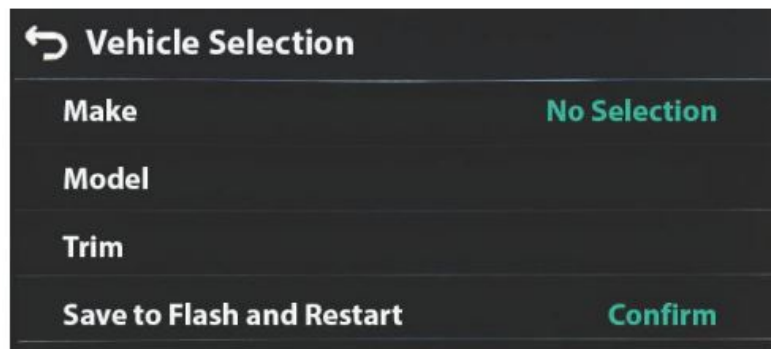 Vehicle Selection
Make No Selection
Model
Trim
Save to Flash and Restart Confirm